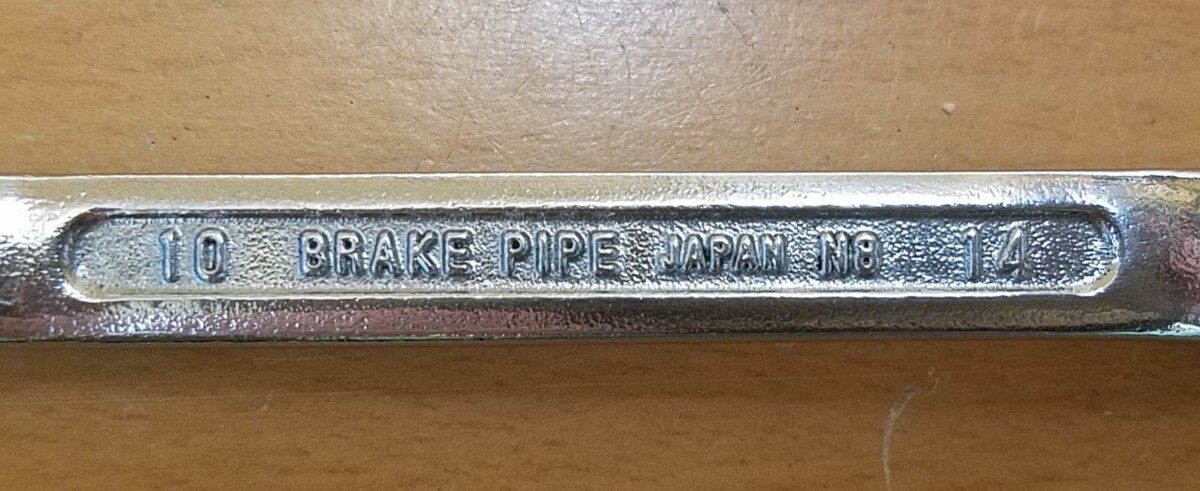 10 BRAKE PIPE JAPAN N8 14